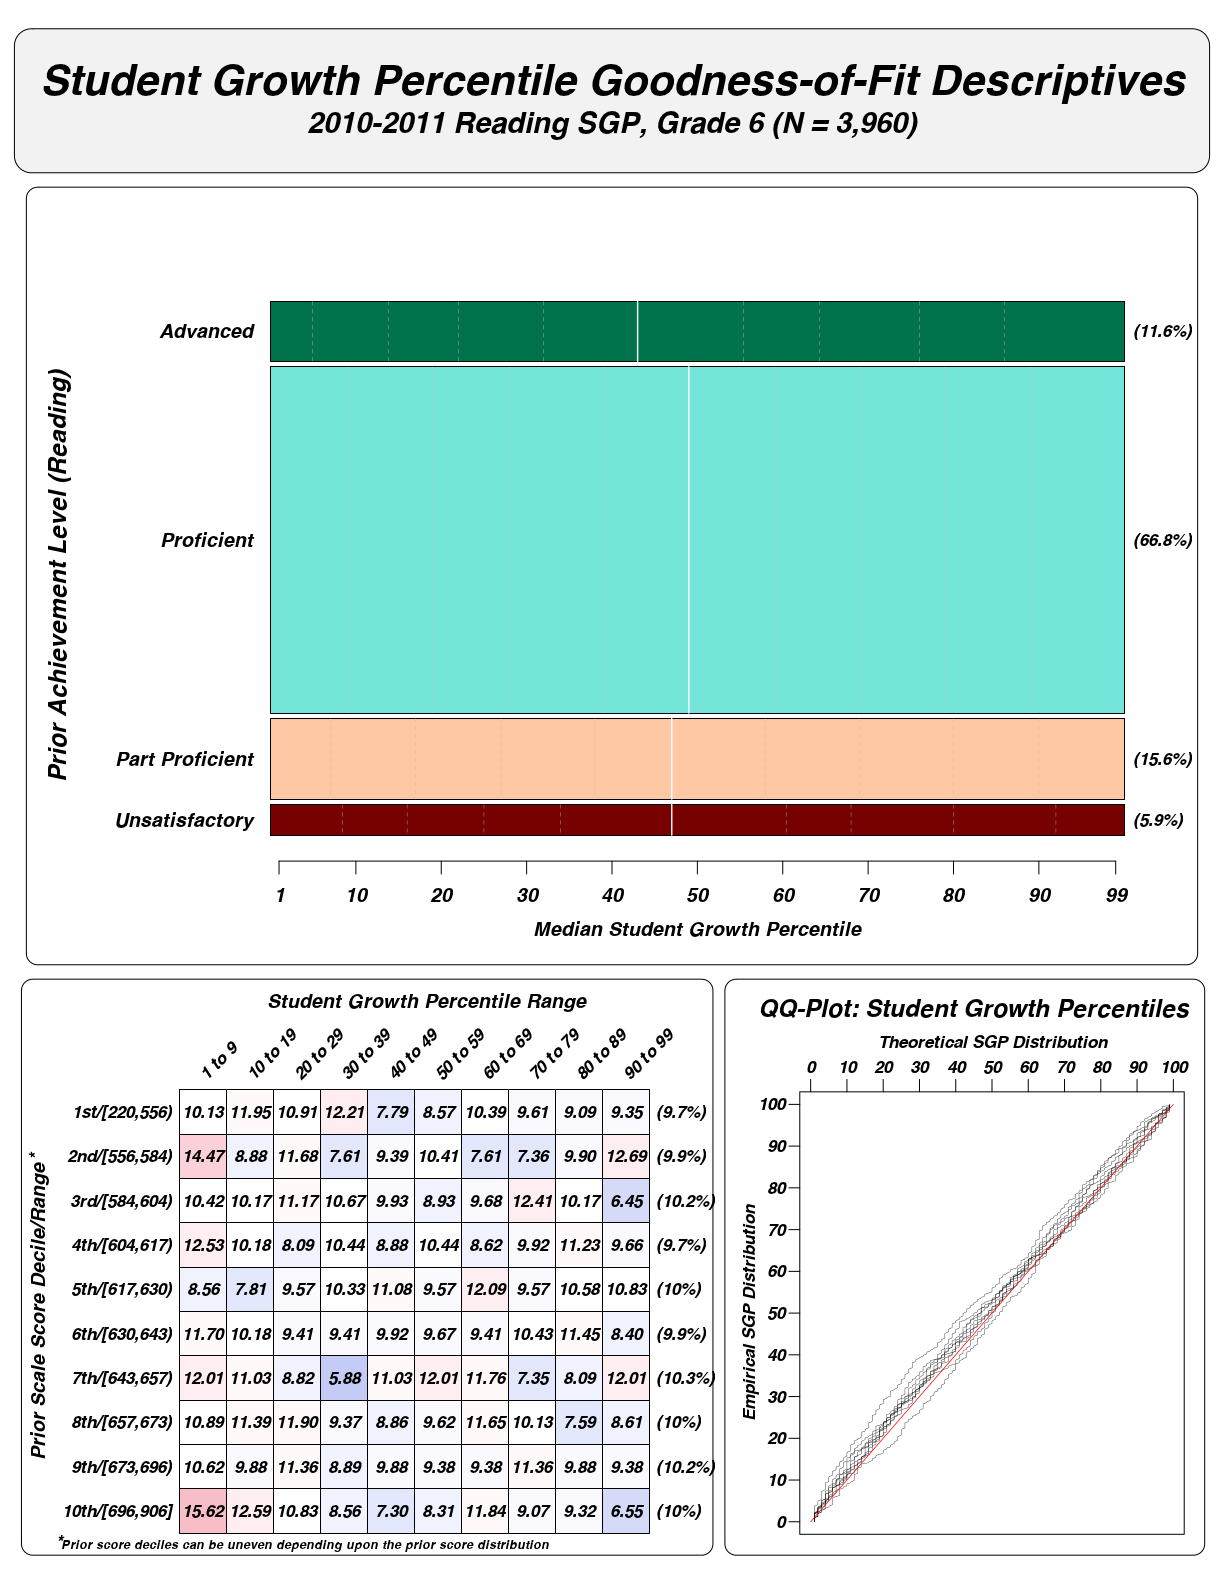 Student Growth Percentile Goodness-of-Fit Descriptives
2010-2011 Reading SGP, Grade 6 (N = 3,960)
Prior Achievement Level (Reading)
Advanced (11.6%)
Proficient (66.8%)
Part Proficient (15.6%)
Unsatisfactory (5.9%)
1 10 20 30 40 50 60 70 80 90 99
Median Student Growth Percentile
Student Growth Percentile Range
1 to 9 10 to 19 20 to 29 30 to 39 40 to 49 50 to 59 60 to 69 70 to 79 80 to 89 90 to 99
Prior Scale Score Decile/Range*
1st/[220,556) 10.13 11.95 10.91 12.21 7.79 8.57 10.39 9.61 9.09 9.35 (9.7%)
2nd/[556,584) 14.47 8.88 11.68 7.61 9.39 10.41 7.61 7.36 9.90 12.69 (9.9%)
3rd/[584,604) 10.42 10.17 11.17 10.67 9.93 8.93 9.68 12.41 10.17 6.45 (10.2%)
4th/[604,617) 12.53 10.18 8.09 10.44 8.88 10.44 8.62 9.92 11.23 9.66 (9.7%)
5th/[617,630) 8.56 7.81 9.57 10.33 11.08 9.57 12.09 9.57 10.58 10.83 (10%)
6th/[630,643) 11.70 10.18 9.41 9.41 9.92 9.67 9.41 10.43 11.45 8.40 (9.9%)
7th/[643,657) 12.01 11.03 8.82 5.88 11.03 12.01 11.76 7.35 8.09 12.01 (10.3%)
8th/[657,673) 10.89 11.39 11.90 9.37 8.86 9.62 11.65 10.13 7.59 8.61 (10%)
9th/[673,696) 10.62 9.88 11.36 8.89 9.88 9.38 9.38 11.36 9.88 9.38 (10.2%)
10th/[696,906] 15.62 12.59 10.83 8.56 7.30 8.31 11.84 9.07 9.32 6.55 (10%)
*Prior score deciles can be uneven depending upon the prior score distribution
QQ-Plot: Student Growth Percentiles
Theoretical SGP Distribution
0 10 20 30 40 50 60 70 80 90 100
Empirical SGP Distribution
100
90
80
70
60
50
40
30
20
10
0